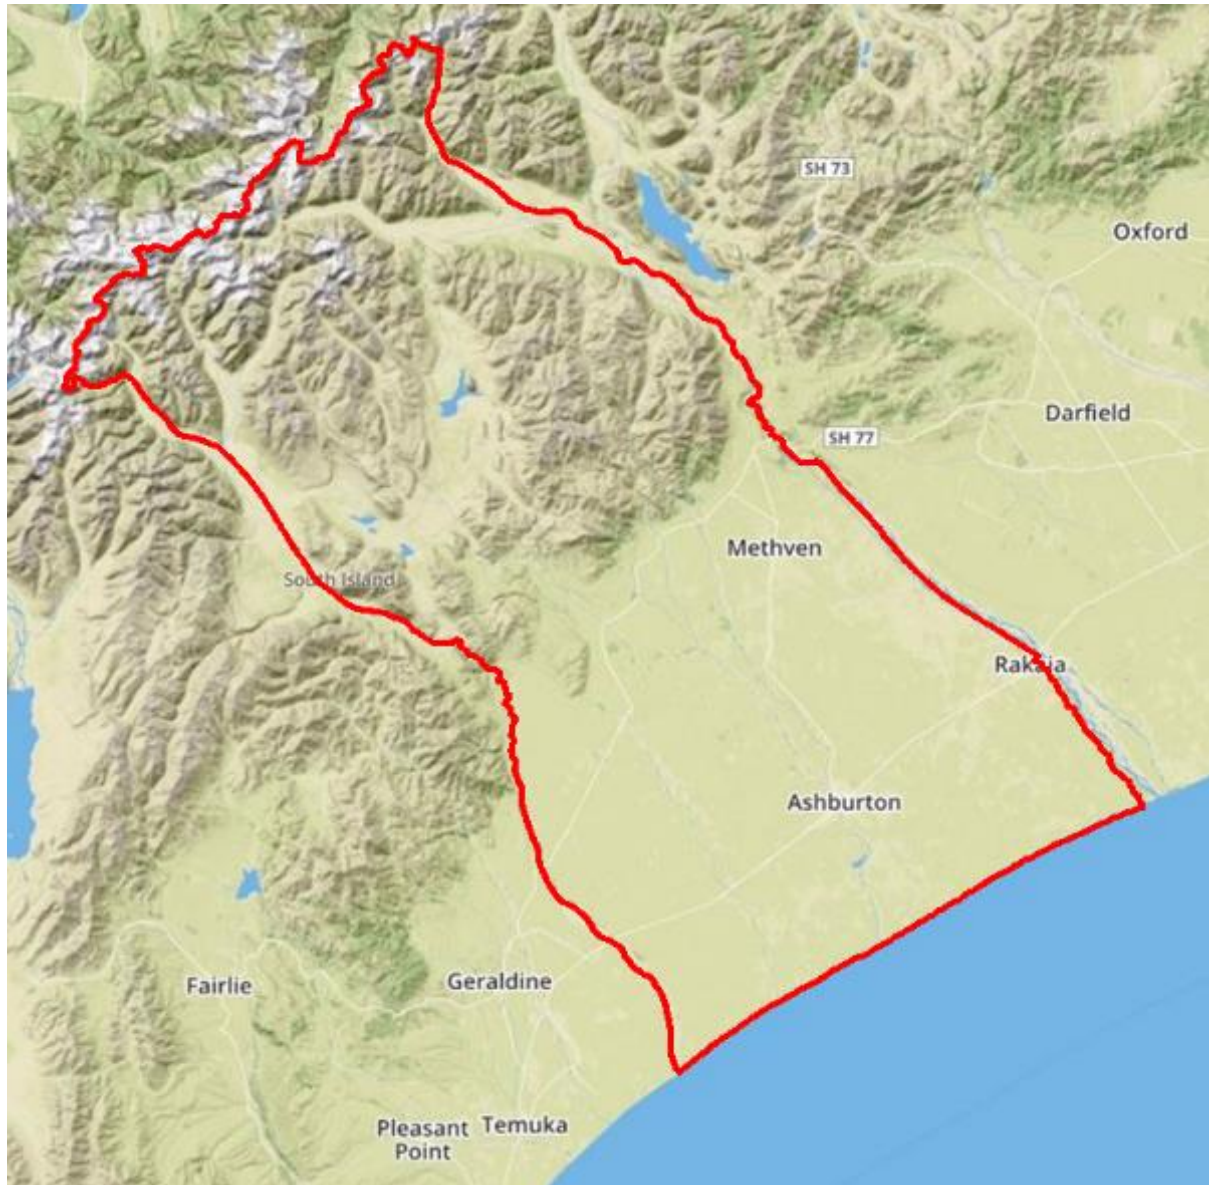 SH 73
Oxford
Darfield
SH 77
Methven
South Island
Rakaia
Ashburton
Geraldine
Fairlie
Pleasant
Point
Temuka